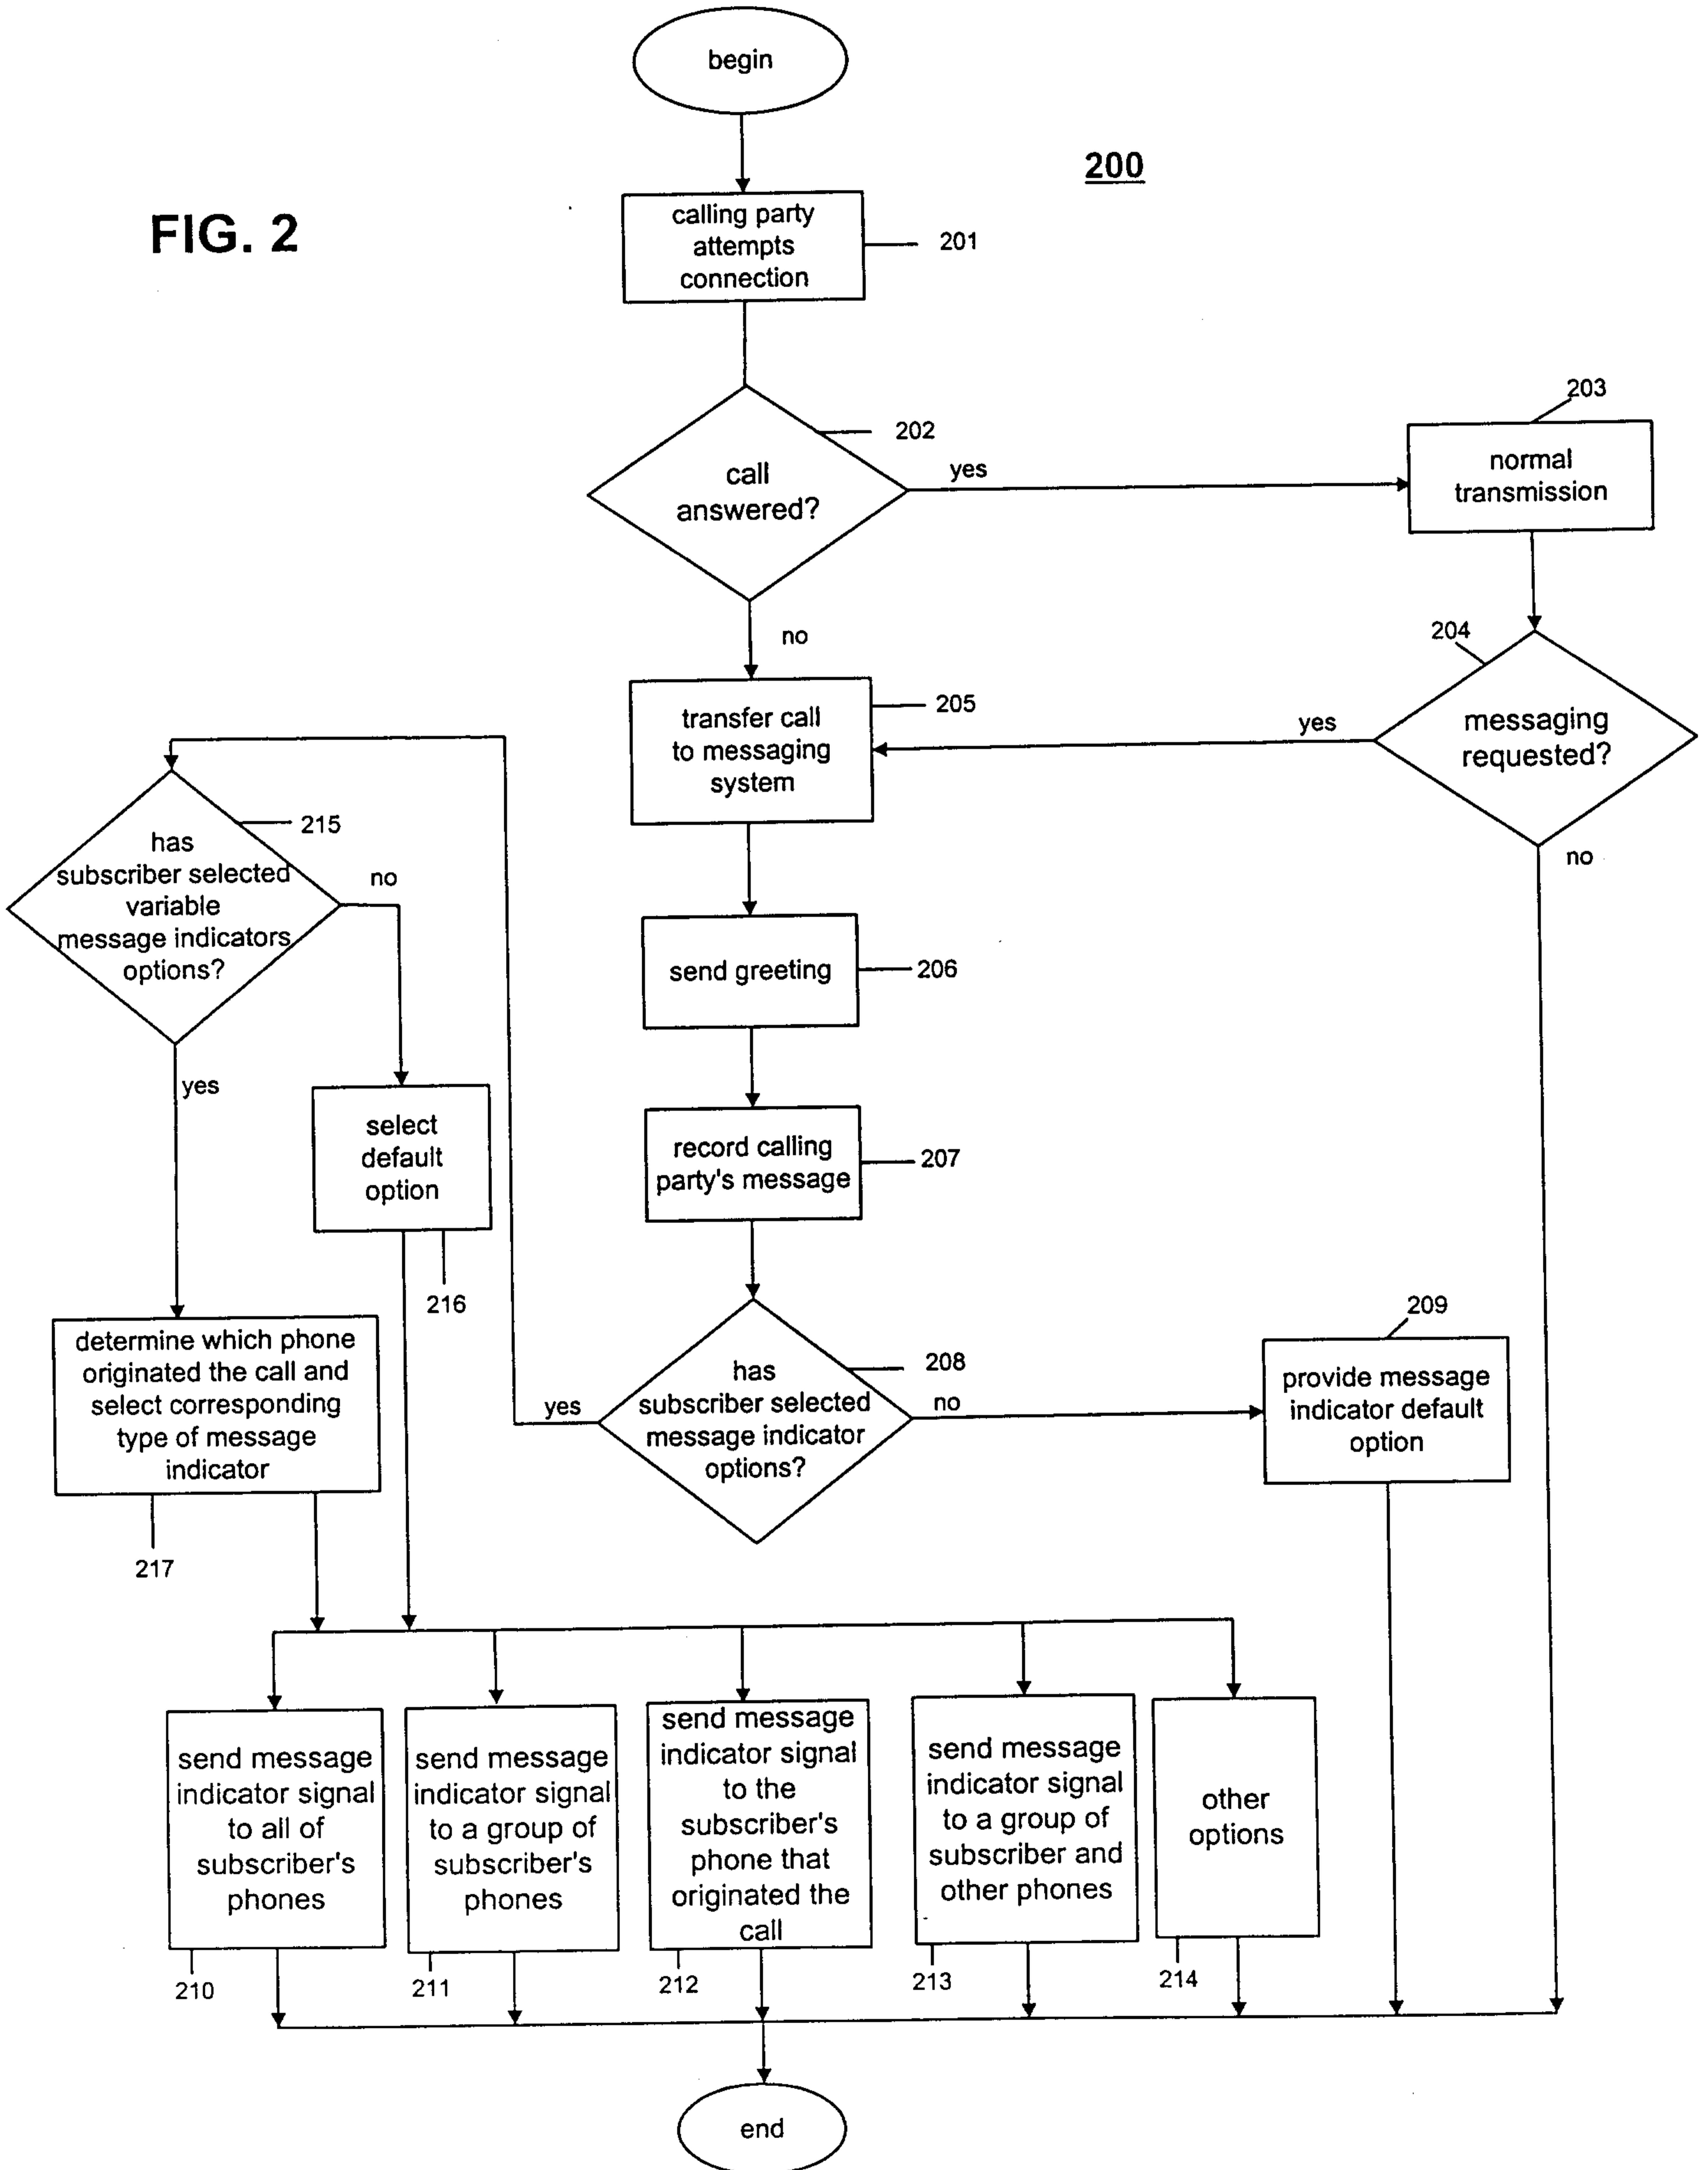 begin
200
FIG. 2
calling party
attempts
connection
201
203
202
call
answered?
yes
normal
transmission
no
204
205
transfer call
to messaging
system
yes
messaging
requested?
no
215
has
subscriber selected
variable
message indicators
options?
no
yes
send greeting
206
select
default
option
216
record calling
party's message
207
209
determine which phone
originated the call and
select corresponding
type of message
indicator
217
208
has
subscriber selected
message indicator
options?
yes
no
provide message
indicator default
option
send message
indicator signal
to all of
subscriber's
phones
210
send message
indicator signal
to a group of
subscriber's
phones
211
send message
indicator signal
to the
subscriber's
phone that
originated the
call
212
send message
indicator signal
to a group of
subscriber and
other phones
213
other
options
214
end